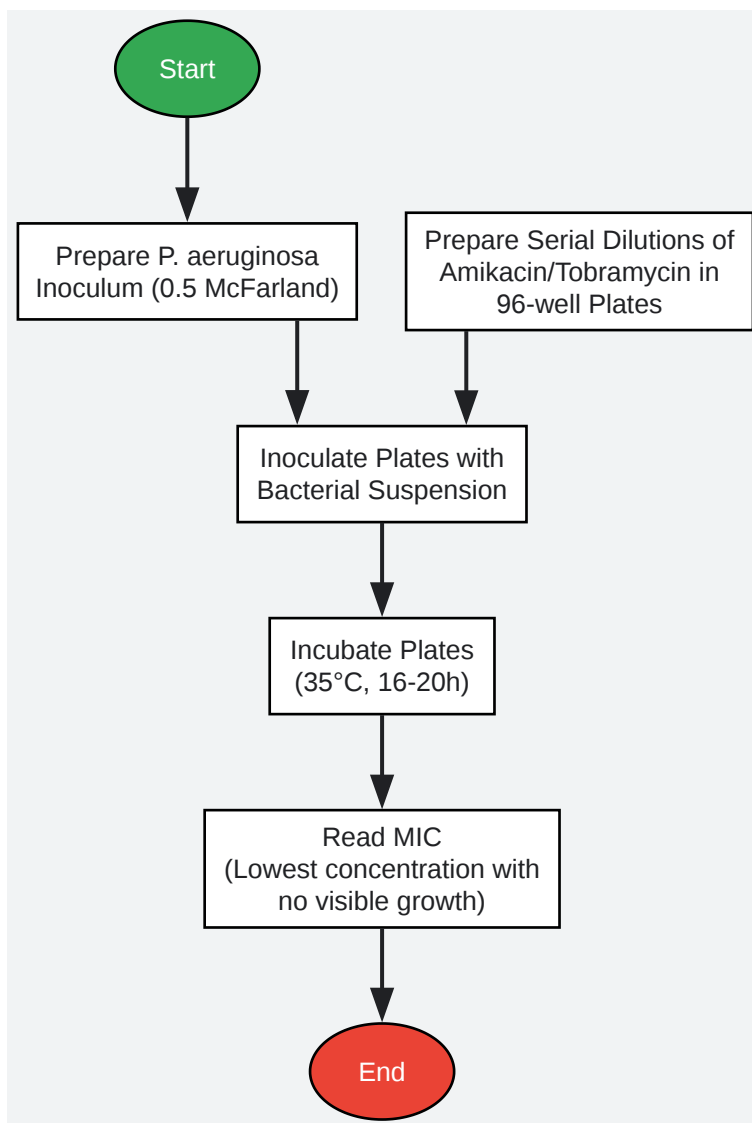 Start
Prepare P. aeruginosa
Inoculum (0.5 McFarland)
Prepare Serial Dilutions of
Amikacin/Tobramycin in
96-well Plates
Inoculate Plates with
Bacterial Suspension
Incubate Plates
(35°C, 16-20h)
Read MIC
(Lowest concentration with
no visible growth)
End